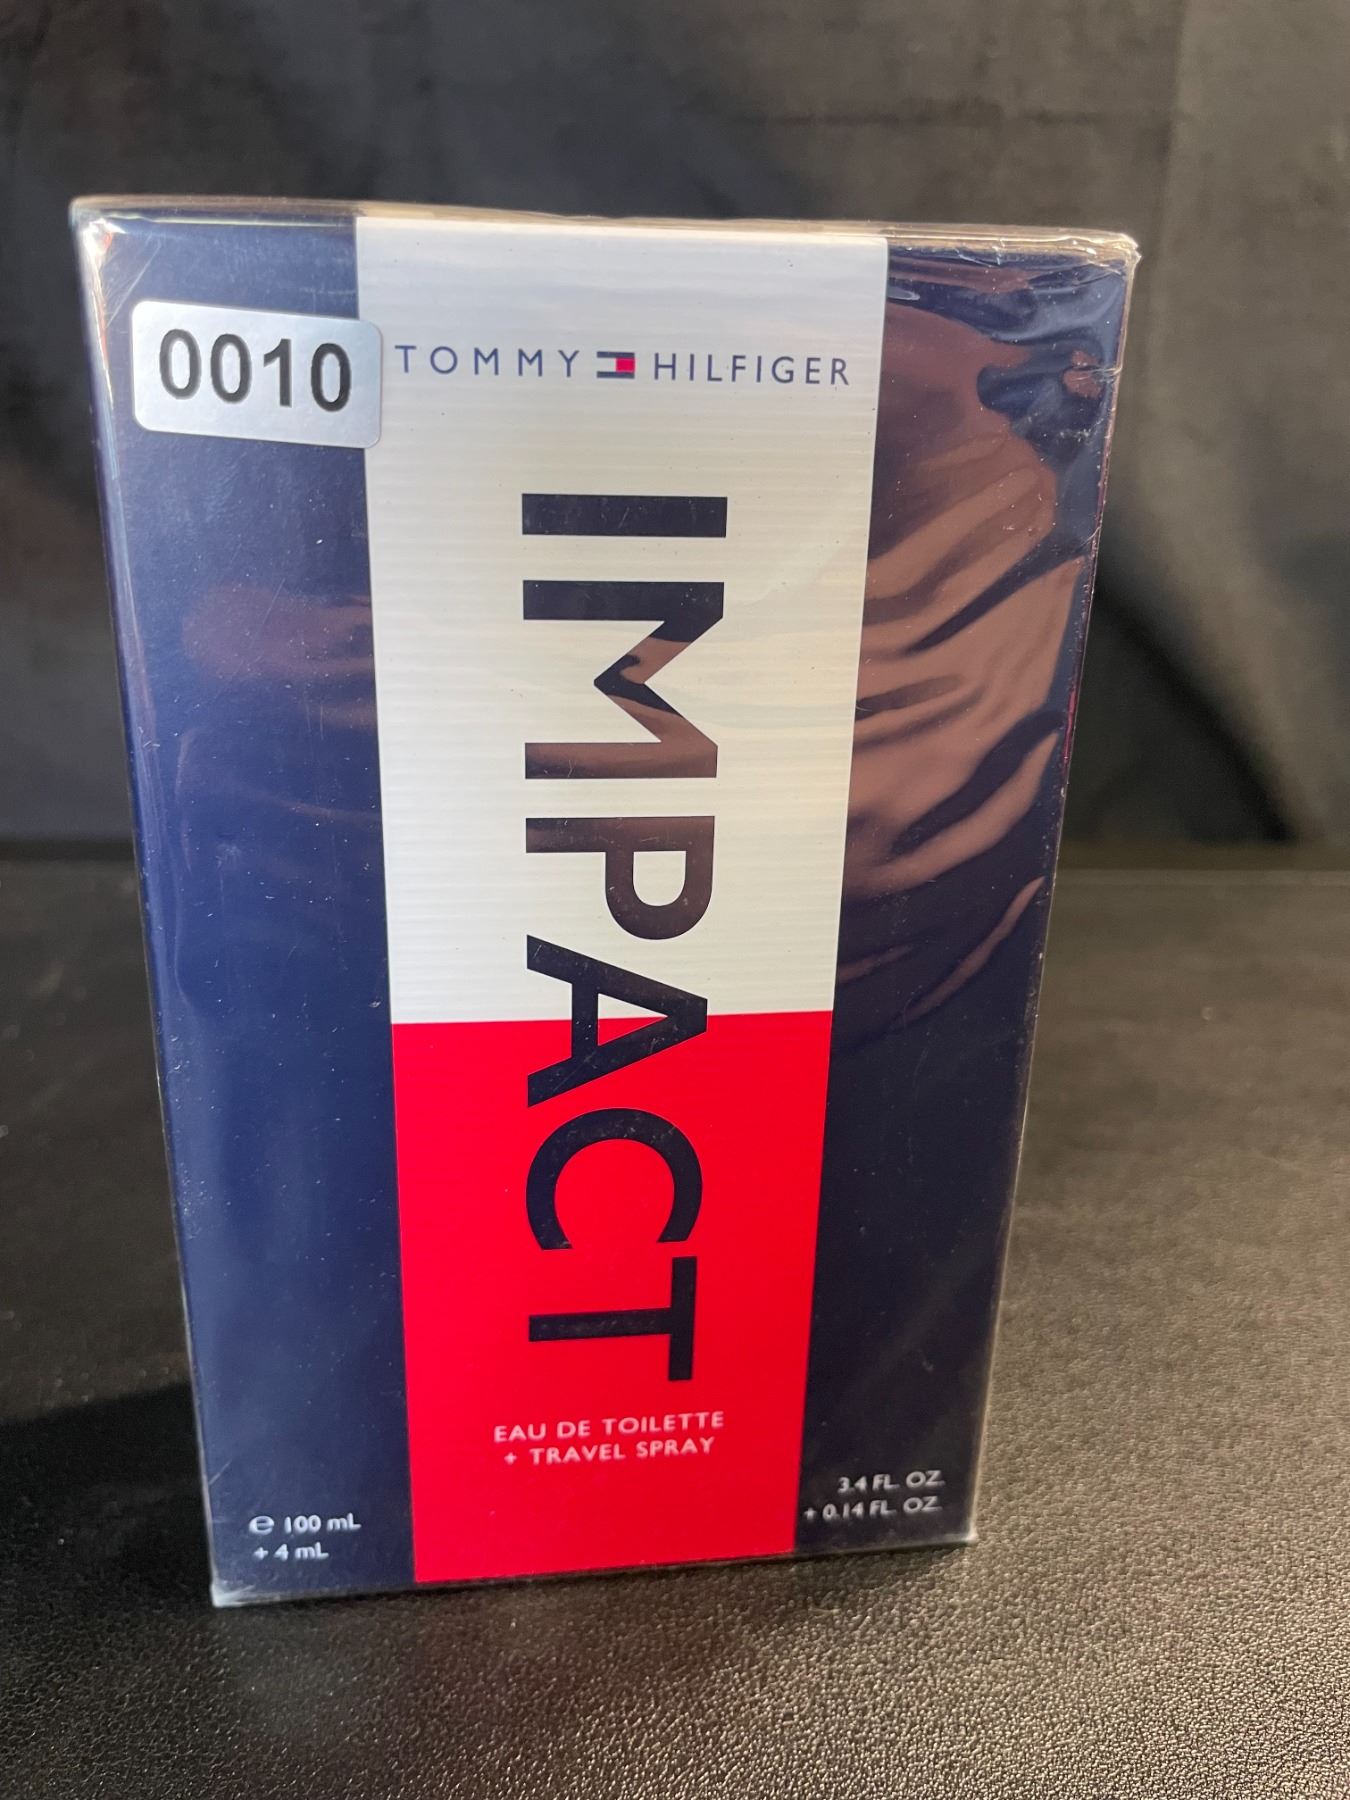 0010
TOMMY HILFIGER
IMPACT
EAU DE TOILETTE
+ TRAVEL SPRAY
℮ 100 mL
+ 4 mL
3.4 FL. OZ.
+ 0.14 FL. OZ.